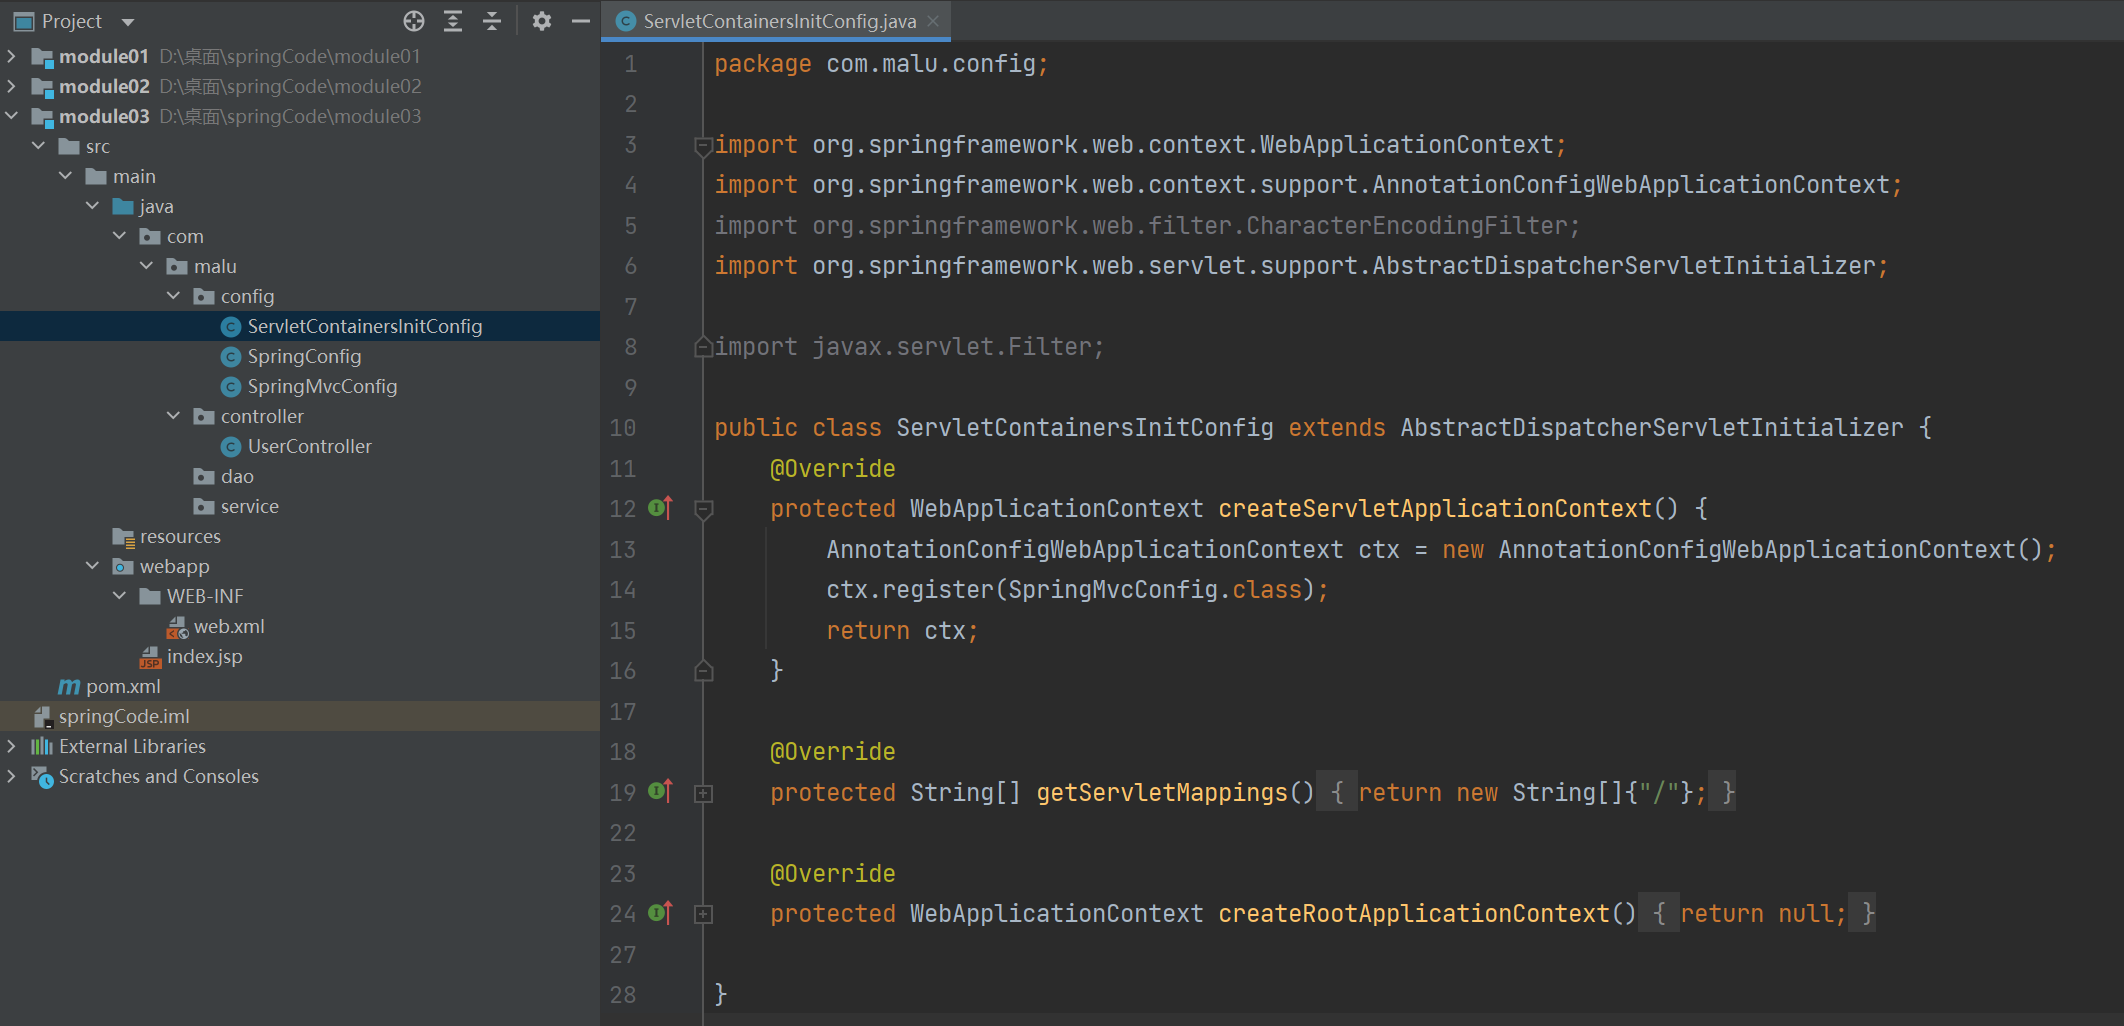 Project
module01 D:\桌面\springCode\module01
module02 D:\桌面\springCode\module02
module03 D:\桌面\springCode\module03
src
main
java
com
malu
config
ServletContainersInitConfig
SpringConfig
SpringMvcConfig
controller
UserController
dao
service
resources
webapp
WEB-INF
web.xml
index.jsp
pom.xml
springCode.iml
External Libraries
Scratches and Consoles
ServletContainersInitConfig.java
1 package com.malu.config;
2
3 import org.springframework.web.context.WebApplicationContext;
4 import org.springframework.web.context.support.AnnotationConfigWebApplicationContext;
5 import org.springframework.web.filter.CharacterEncodingFilter;
6 import org.springframework.web.servlet.support.AbstractDispatcherServletInitializer;
7
8 import javax.servlet.Filter;
9
10 public class ServletContainersInitConfig extends AbstractDispatcherServletInitializer {
11 @Override
12 protected WebApplicationContext createServletApplicationContext() {
13 AnnotationConfigWebApplicationContext ctx = new AnnotationConfigWebApplicationContext();
14 ctx.register(SpringMvcConfig.class);
15 return ctx;
16 }
17
18 @Override
19 protected String[] getServletMappings() { return new String[]{"/"}; }
22
23 @Override
24 protected WebApplicationContext createRootApplicationContext() { return null; }
27
28 }